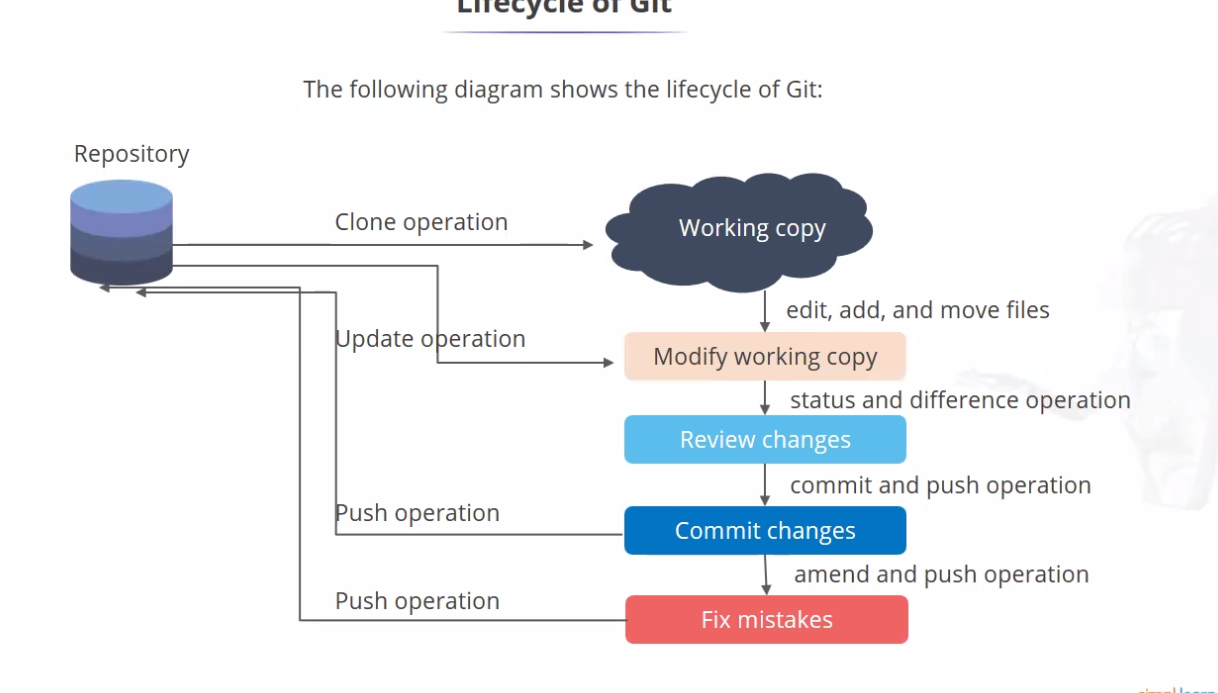 Lifecycle of Git
The following diagram shows the lifecycle of Git:
Repository
Clone operation
Working copy
edit, add, and move files
Update operation
Modify working copy
status and difference operation
Review changes
commit and push operation
Push operation
Commit changes
amend and push operation
Push operation
Fix mistakes